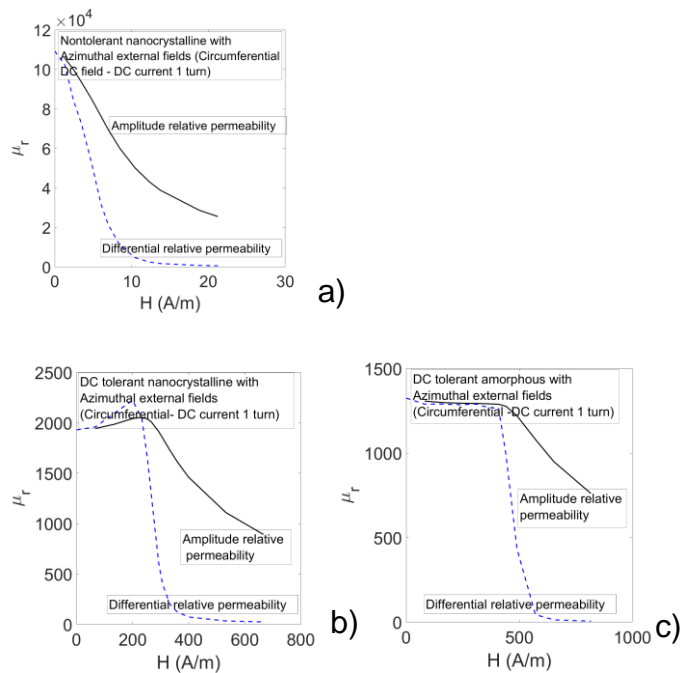 ×10⁴
12
10
8
6
4
2
0
μr
Nontolerant nanocrystalline with
Azimuthal external fields (Circumferential
DC field - DC current 1 turn)
Amplitude relative permeability
Differential relative permeability
0 10 20 30
H (A/m)
a)
2500
2000
1500
1000
500
0
μr
DC tolerant nanocrystalline with
Azimuthal external fields
(Circumferential- DC current 1 turn)
Amplitude relative
permeability
Differential relative permeability
0 200 400 600 800
H (A/m)
b)
1500
1000
500
0
μr
DC tolerant amorphous with
Azimuthal external fields
(Circumferential -DC current 1 turn)
Amplitude relative
permeability
Differential relative permeability
0 500 1000
H (A/m)
c)